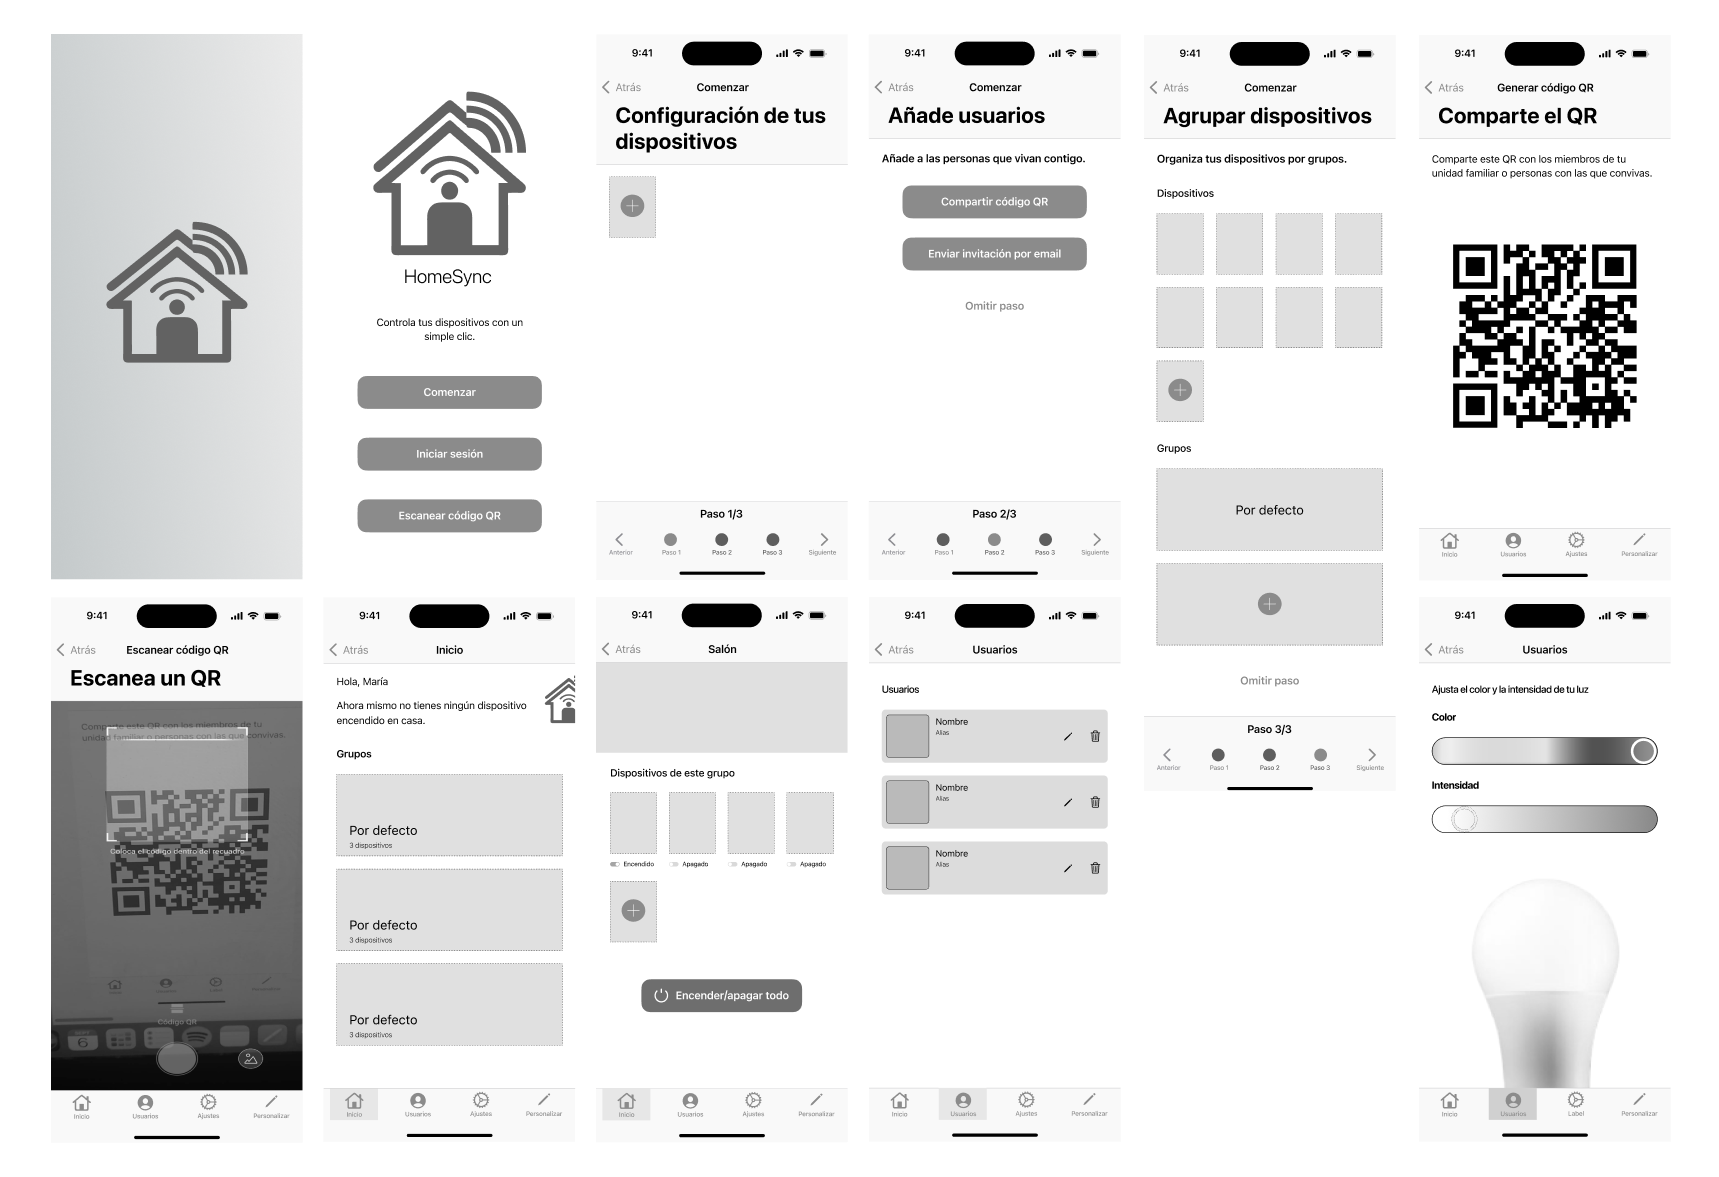 HomeSync
Controla tus dispositivos con un
simple clic.
Comenzar
Iniciar sesión
Escanear código QR
9:41
Atrás
Comenzar
Configuración de tus
dispositivos
Paso 1/3
Anterior
Paso 1
Paso 2
Paso 3
Siguiente
9:41
Atrás
Comenzar
Añade usuarios
Añade a las personas que vivan contigo.
Compartir código QR
Enviar invitación por email
Omitir paso
Paso 2/3
Anterior
Paso 1
Paso 2
Paso 3
Siguiente
9:41
Atrás
Comenzar
Agrupar dispositivos
Organiza tus dispositivos por grupos.
Dispositivos
Grupos
Por defecto
Omitir paso
Paso 3/3
Anterior
Paso 1
Paso 2
Paso 3
Siguiente
9:41
Atrás
Generar código QR
Comparte el QR
Comparte este QR con los miembros de tu
unidad familiar o personas con las que convivas.
Inicio
Usuarios
Ajustes
Personalizar
9:41
Atrás
Escanear código QR
Escanea un QR
Comparte este QR con los miembros de tu
unidad familiar o personas con las que convivas.
Coloca el código dentro del recuadro
Código QR
6
Inicio
Usuarios
Ajustes
Personalizar
9:41
Atrás
Inicio
Hola, María
Ahora mismo no tienes ningún dispositivo
encendido en casa.
Grupos
Por defecto
3 dispositivos
Por defecto
3 dispositivos
Por defecto
3 dispositivos
Inicio
Usuarios
Ajustes
Personalizar
9:41
Atrás
Salón
Dispositivos de este grupo
Encendido
Apagado
Apagado
Apagado
Encender/apagar todo
Inicio
Usuarios
Ajustes
Personalizar
9:41
Atrás
Usuarios
Usuarios
Nombre
Alias
Nombre
Alias
Nombre
Alias
Inicio
Usuarios
Ajustes
Personalizar
9:41
Atrás
Usuarios
Ajusta el color y la intensidad de tu luz
Color
Intensidad
Inicio
Usuarios
Label
Personalizar